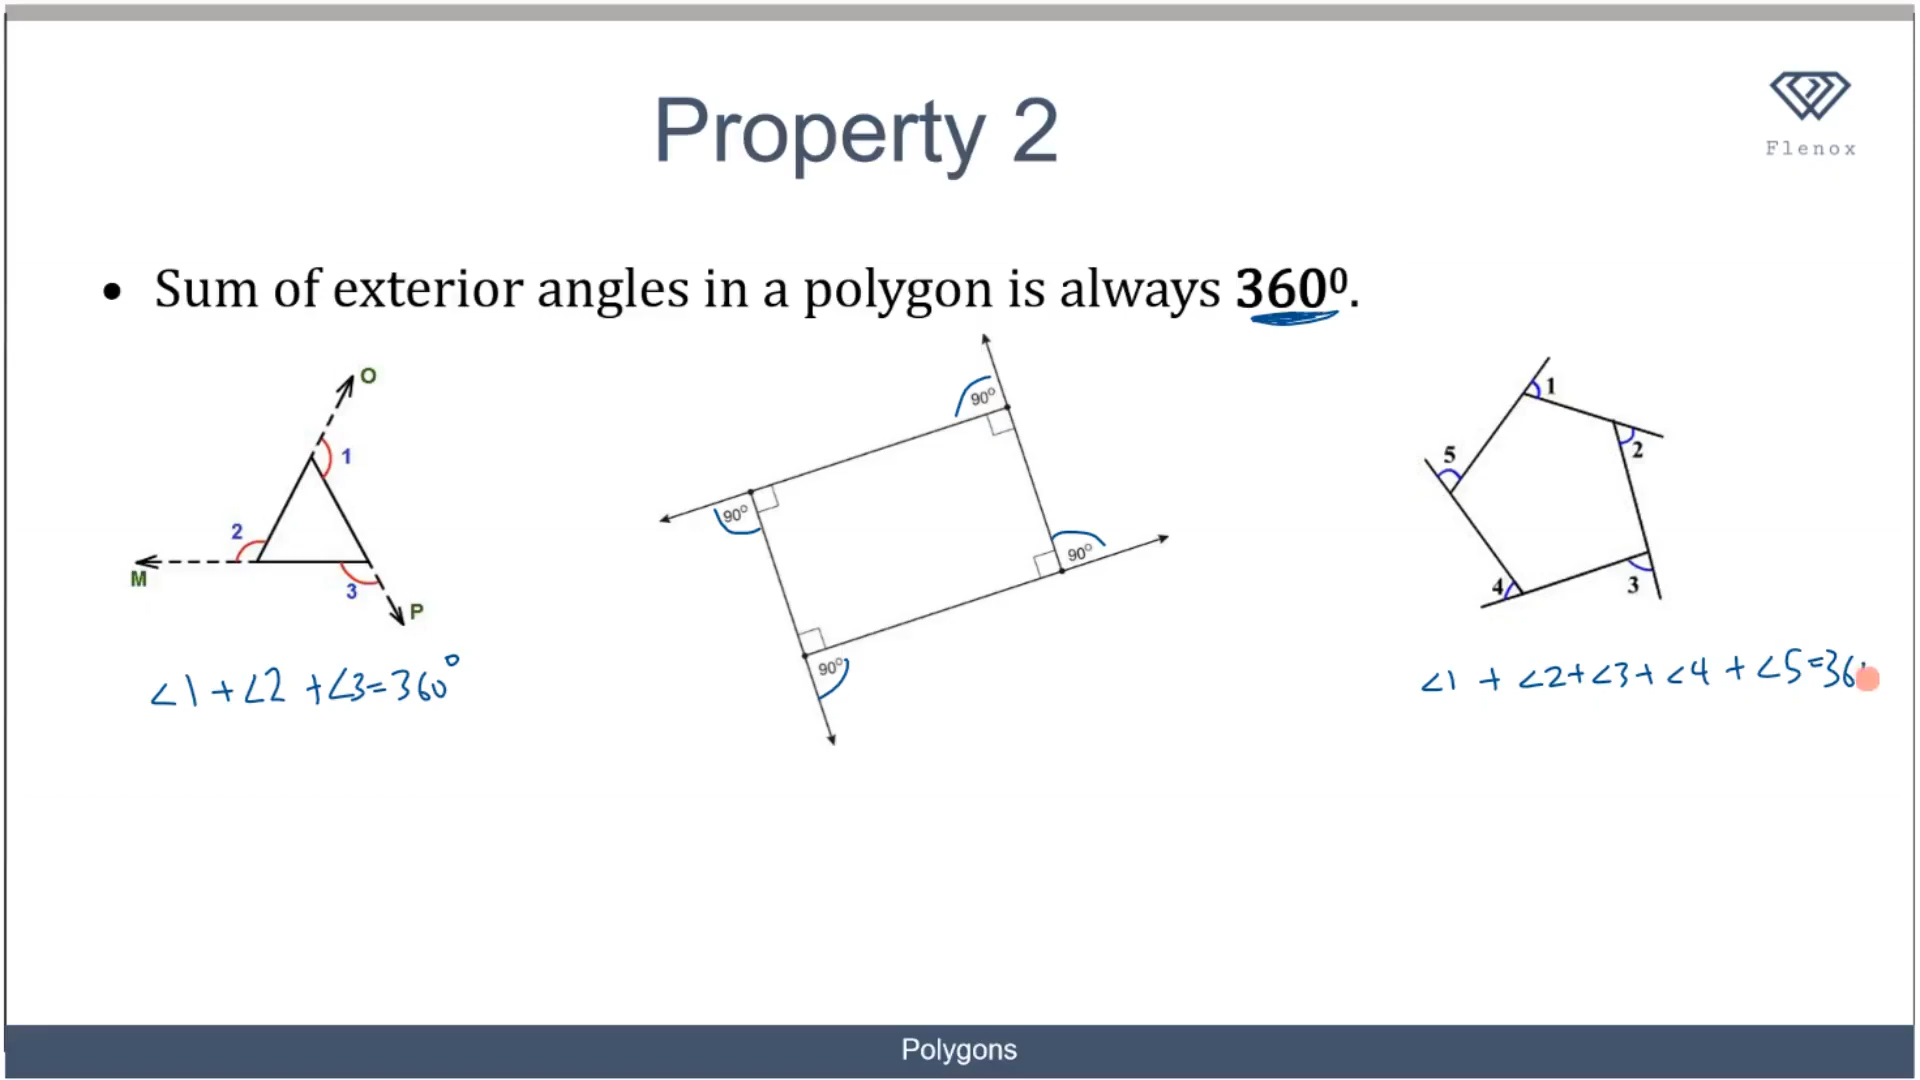 Property 2
Flenox
• Sum of exterior angles in a polygon is always 360⁰.
O
1
2
M
3
P
∠1 + ∠2 + ∠3 = 360°
90°
90°
90°
90°
1
2
5
4
3
∠1 + ∠2 + ∠3 + ∠4 + ∠5 = 36
Polygons